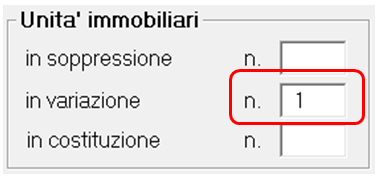 Unita' immobiliari
in soppressione n.
in variazione n. 1
in costituzione n.